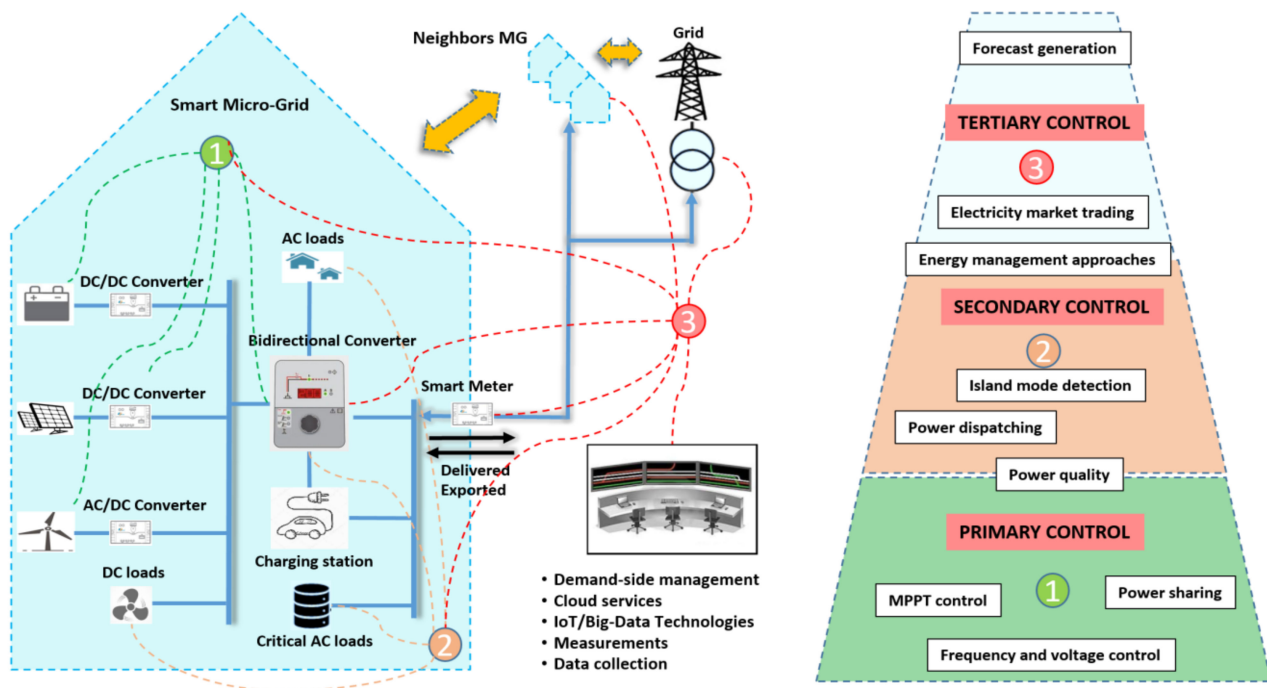 Neighbors MG
Grid
Smart Micro-Grid
1
AC loads
DC/DC Converter
Bidirectional Converter
3
DC/DC Converter
Smart Meter
Delivered
Exported
AC/DC Converter
Charging station
DC loads
Critical AC loads
2
• Demand-side management
• Cloud services
• IoT/Big-Data Technologies
• Measurements
• Data collection
Forecast generation
TERTIARY CONTROL
3
Electricity market trading
Energy management approaches
SECONDARY CONTROL
2
Island mode detection
Power dispatching
Power quality
PRIMARY CONTROL
1
MPPT control
Power sharing
Frequency and voltage control